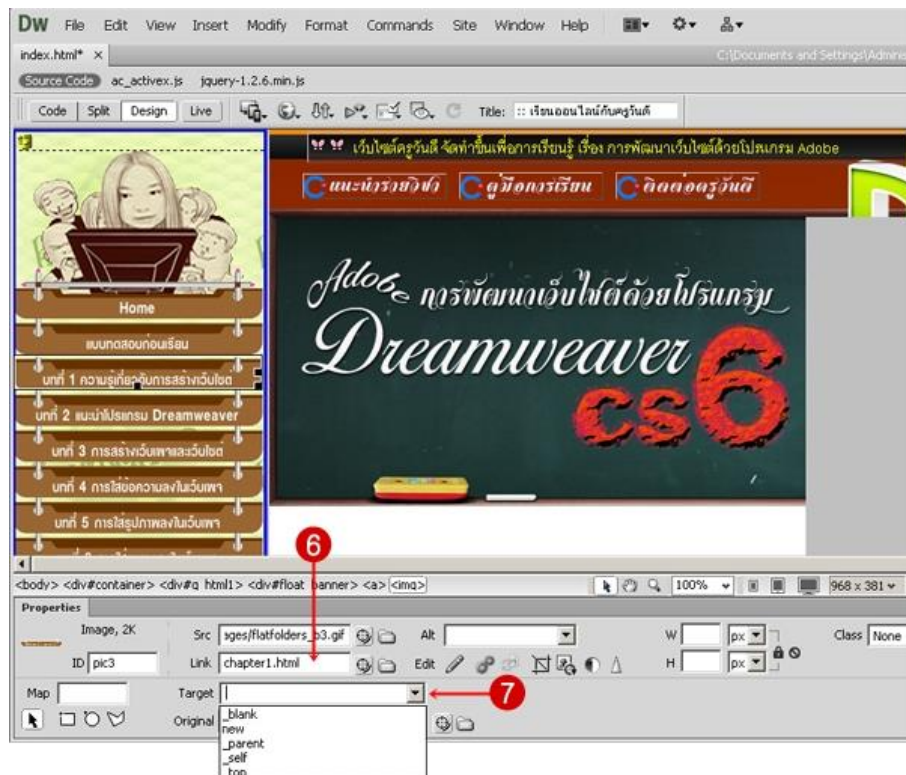 DW File Edit View Insert Modify Format Commands Site Window Help
index.html* × C:\Documents and Settings\Adminis
Source Code ac_activex.js jquery-1.2.6.min.js
Code Split Design Live Title: :: เรียนออนไลน์กับครูวันดี
เว็บไซต์ครูวันดี จัดทำขึ้นเพื่อการเรียนรู้ เรื่อง การพัฒนาเว็บไซต์ด้วยโปรแกรม Adobe
แนะนำรายวิชา คู่มือการเรียน ติดต่อครูวันดี
Adobe การพัฒนาเว็บไซต์ด้วยโปรแกรม
Dreamweaver
cs6
Home
แบบทดสอบก่อนเรียน
บทที่ 1 ความรู้เกี่ยวกับการสร้างเว็บไซต์
บทที่ 2 แนะนำโปรแกรม Dreamweaver
บทที่ 3 การสร้างเว็บเพจและเว็บไซต์
บทที่ 4 การใส่ข้อความลงในเว็บเพจ
บทที่ 5 การใส่รูปภาพลงในเว็บเพจ
6
<body> <div#container> <div#g_html1> <div#float_banner> <a> <img> 100% 968 x 381
Properties
Image, 2K Src ages/flatfolders_b3.gif Alt W px Class None
ID pic3 Link chapter1.html Edit H px
Map Target 7
Original
_blank
new
_parent
_self
_top